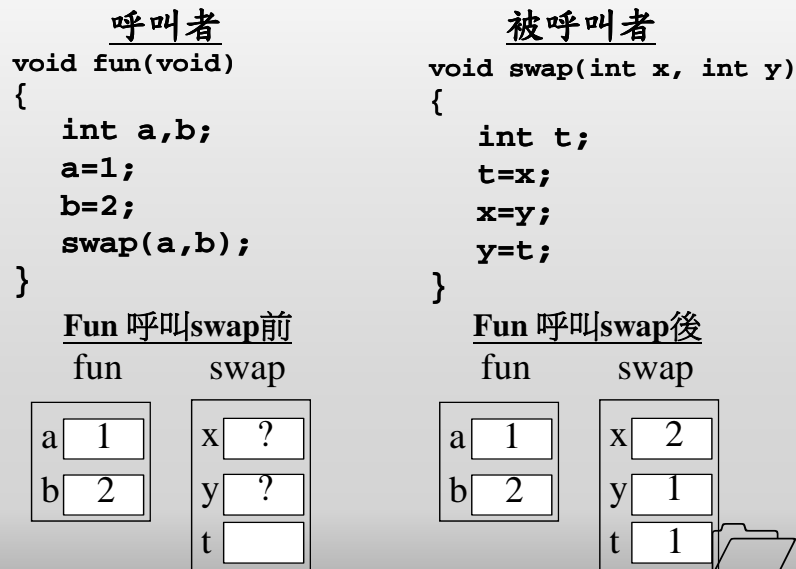 呼叫者
void fun(void)
{
int a,b;
a=1;
b=2;
swap(a,b);
}
被呼叫者
void swap(int x, int y)
{
int t;
t=x;
x=y;
y=t;
}
Fun 呼叫swap前
fun swap
a 1 x ?
b 2 y ?
t
Fun 呼叫swap後
fun swap
a 1 x 2
b 2 y 1
t 1